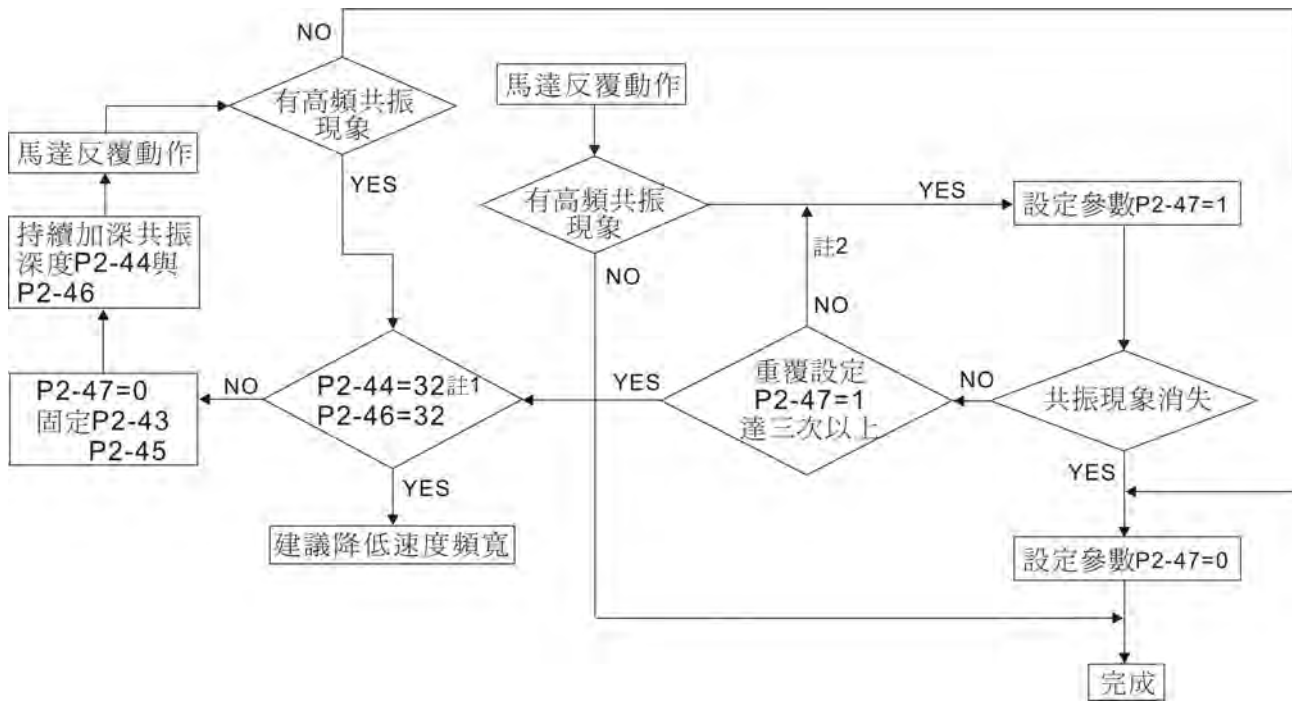 NO
有高頻共振
現象
馬達反覆動作
YES
持續加深共振
深度P2-44與
P2-46
P2-47=0
固定P2-43
P2-45
NO
P2-44=32註1
P2-46=32
YES
建議降低速度頻寬
馬達反覆動作
有高頻共振
現象
YES
NO
設定參數P2-47=1
註2
NO
重覆設定
P2-47=1
達三次以上
YES
NO
共振現象消失
YES
設定參數P2-47=0
完成